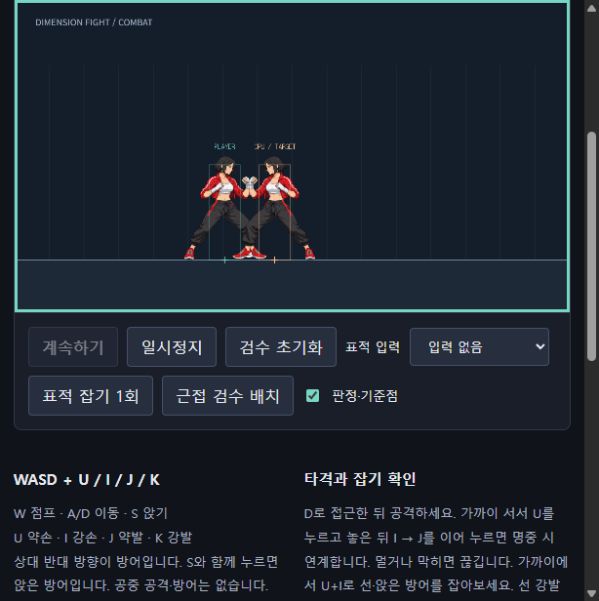 DIMENSION FIGHT / COMBAT
PLAYER CPU / TARGET
계속하기 일시정지 검수 초기화 표적 입력 입력 없음
표적 잡기 1회 근접 검수 배치 판정·기준점
WASD + U / I / J / K
W 점프 · A/D 이동 · S 앉기
U 약손 · I 강손 · J 약발 · K 강발
상대 반대 방향이 방어입니다. S와 함께 누르면
앉은 방어입니다. 공중 공격·방어는 없습니다.
타격과 잡기 확인
D로 접근한 뒤 공격하세요. 가까이 서서 U를
누르고 놓은 뒤 I → J를 이어 누르면 명중 시
연계합니다. 멀거나 막히면 끊깁니다. 가까이에
서 U+I로 선·앉은 방어를 잡아보세요. 선 강발